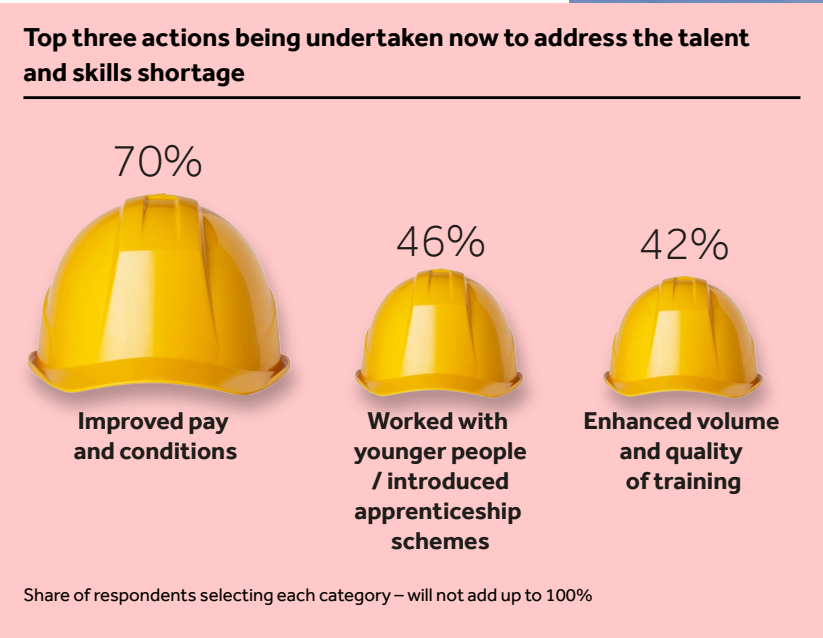 Top three actions being undertaken now to address the talent
and skills shortage
70%
Improved pay
and conditions
46%
Worked with
younger people
/ introduced
apprenticeship
schemes
42%
Enhanced volume
and quality
of training
Share of respondents selecting each category – will not add up to 100%